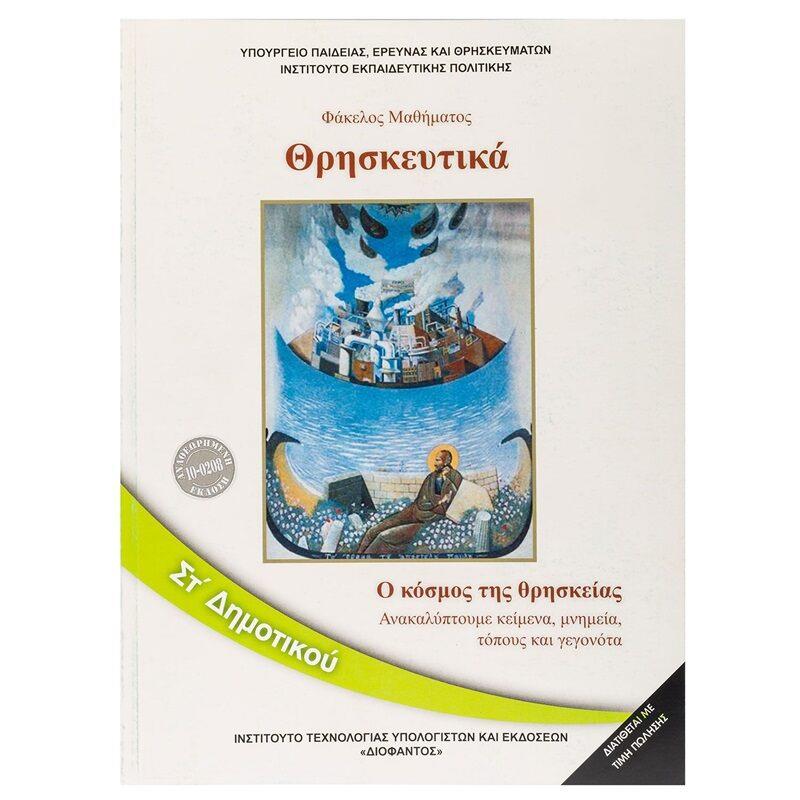 ΥΠΟΥΡΓΕΙΟ ΠΑΙΔΕΙΑΣ, ΕΡΕΥΝΑΣ ΚΑΙ ΘΡΗΣΚΕΥΜΑΤΩΝ
ΙΝΣΤΙΤΟΥΤΟ ΕΚΠΑΙΔΕΥΤΙΚΗΣ ΠΟΛΙΤΙΚΗΣ
Φάκελος Μαθήματος
Θρησκευτικά
ΑΝΑΘΕΩΡΗΜΕΝΗ
10-0208
ΕΚΔΟΣΗ
Στ΄ Δημοτικού
Ο κόσμος της θρησκείας
Ανακαλύπτουμε κείμενα, μνημεία,
τόπους και γεγονότα
ΔΙΑΤΙΘΕΤΑΙ ΜΕ
ΤΙΜΗ ΠΩΛΗΣΗΣ
ΙΝΣΤΙΤΟΥΤΟ ΤΕΧΝΟΛΟΓΙΑΣ ΥΠΟΛΟΓΙΣΤΩΝ ΚΑΙ ΕΚΔΟΣΕΩΝ
«ΔΙΟΦΑΝΤΟΣ»